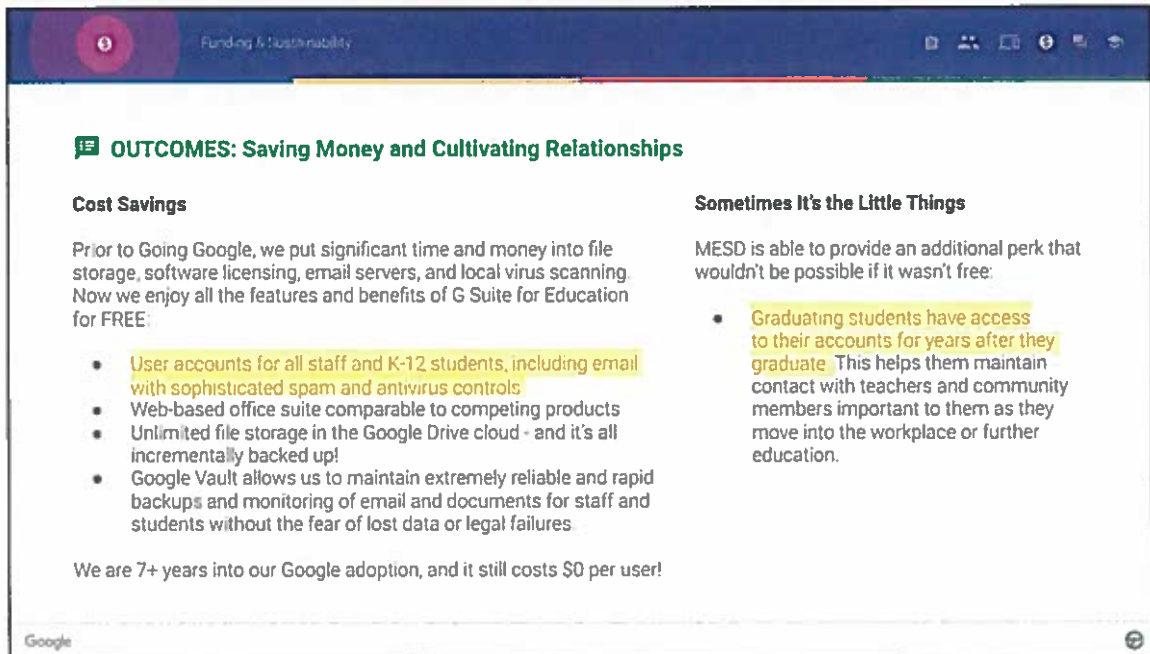 Funding & Sustainability
OUTCOMES: Saving Money and Cultivating Relationships
Cost Savings
Prior to Going Google, we put significant time and money into file
storage, software licensing, email servers, and local virus scanning.
Now we enjoy all the features and benefits of G Suite for Education
for FREE:
• User accounts for all staff and K-12 students, including email
with sophisticated spam and antivirus controls
• Web-based office suite comparable to competing products
• Unlimited file storage in the Google Drive cloud - and it's all
incrementally backed up!
• Google Vault allows us to maintain extremely reliable and rapid
backups and monitoring of email and documents for staff and
students without the fear of lost data or legal failures
We are 7+ years into our Google adoption, and it still costs $0 per user!
Sometimes It's the Little Things
MESD is able to provide an additional perk that
wouldn't be possible if it wasn't free:
• Graduating students have access
to their accounts for years after they
graduate. This helps them maintain
contact with teachers and community
members important to them as they
move into the workplace or further
education.
Google